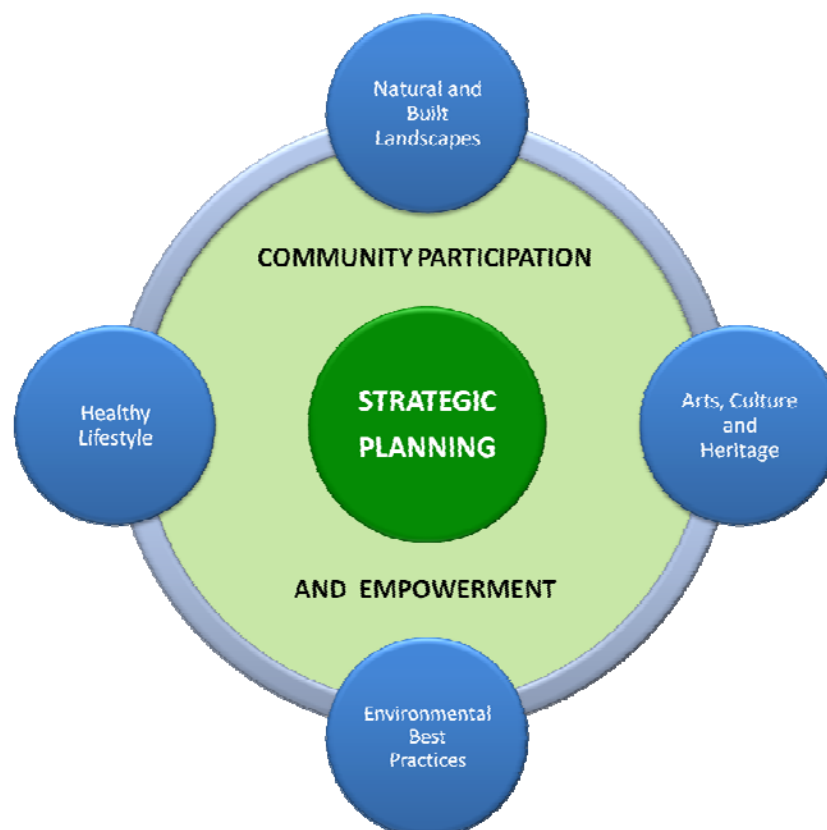 Natural and
Built
Landscapes
COMMUNITY PARTICIPATION
Healthy
Lifestyle
STRATEGIC
PLANNING
Arts, Culture
and
Heritage
AND EMPOWERMENT
Environmental
Best
Practices